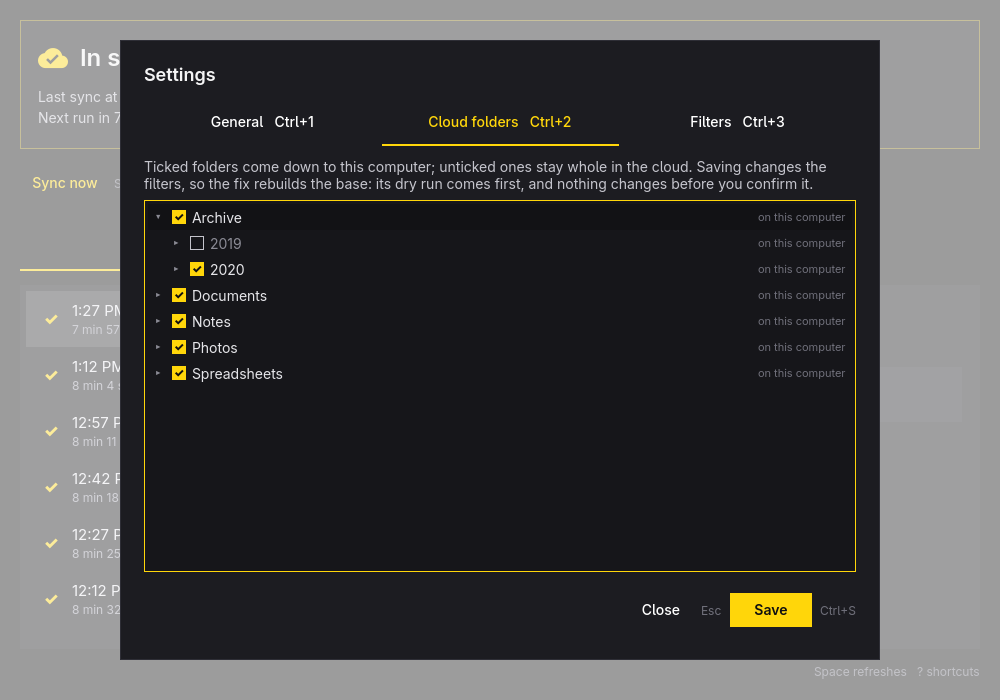 In s
Last sync at
Next run in 7
Sync now S
Settings
General Ctrl+1 Cloud folders Ctrl+2 Filters Ctrl+3
Ticked folders come down to this computer; unticked ones stay whole in the cloud. Saving changes the
filters, so the fix rebuilds the base: its dry run comes first, and nothing changes before you confirm it.
Archive on this computer
2019 on this computer
2020 on this computer
Documents on this computer
Notes on this computer
Photos on this computer
Spreadsheets on this computer
Close Esc Save Ctrl+S
1:27 PM
7 min 57
1:12 PM
8 min 4 s
12:57 P
8 min 11
12:42 P
8 min 18
12:27 P
8 min 25
12:12 P
8 min 32
Space refreshes ? shortcuts